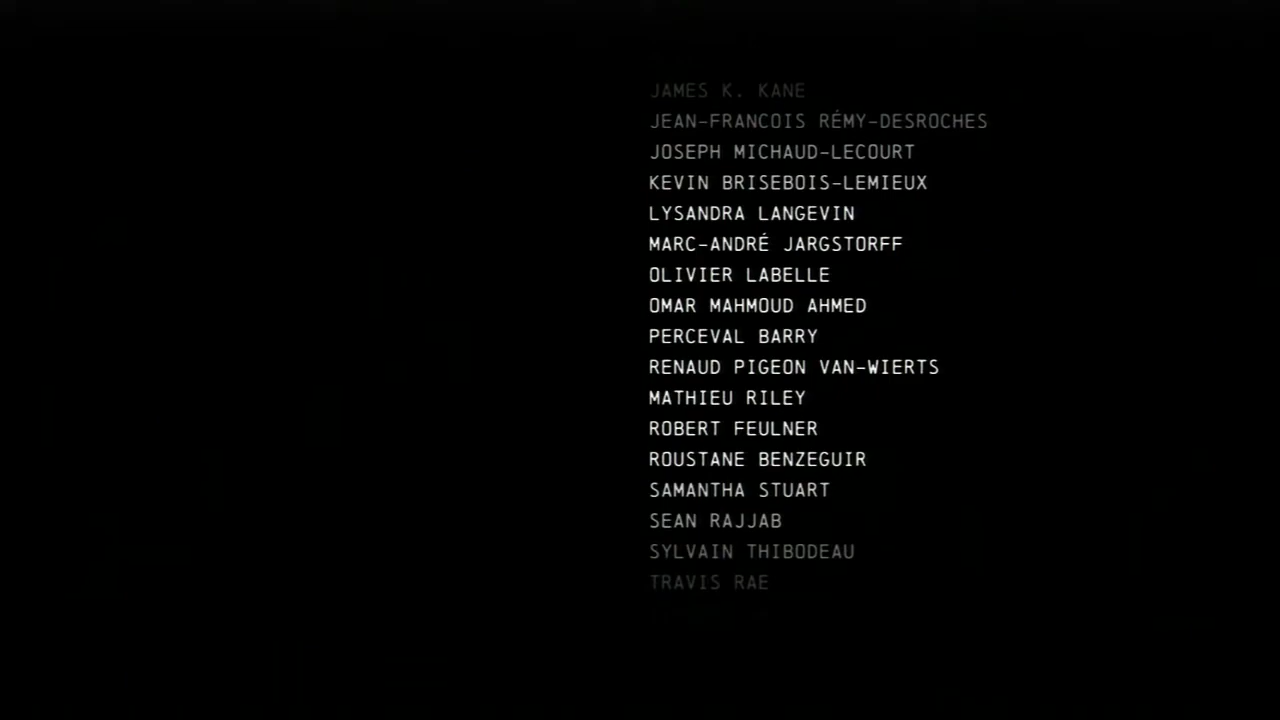 JAMES K. KANE
JEAN-FRANCOIS RÉMY-DESROCHES
JOSEPH MICHAUD-LECOURT
KEVIN BRISEBOIS-LEMIEUX
LYSANDRA LANGEVIN
MARC-ANDRÉ JARGSTORFF
OLIVIER LABELLE
OMAR MAHMOUD AHMED
PERCEVAL BARRY
RENAUD PIGEON VAN-WIERTS
MATHIEU RILEY
ROBERT FEULNER
ROUSTANE BENZEGUIR
SAMANTHA STUART
SEAN RAJJAB
SYLVAIN THIBODEAU
TRAVIS RAE